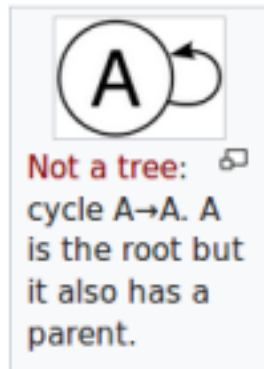 A
Not a tree:
cycle A→A. A
is the root but
it also has a
parent.